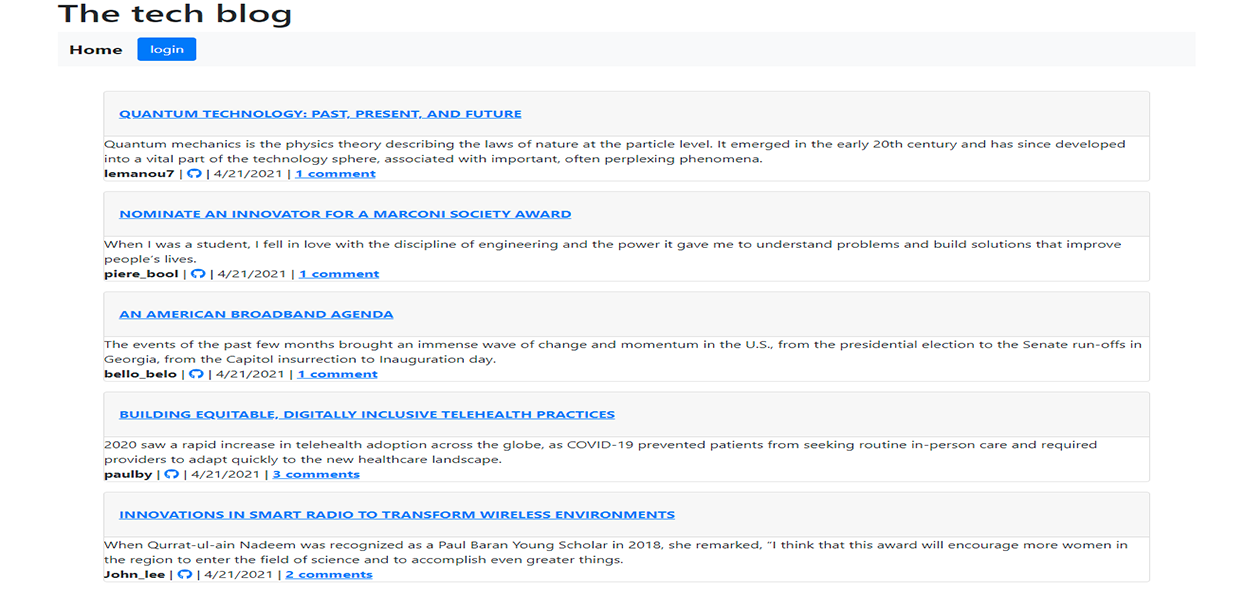 The tech blog
Home login
QUANTUM TECHNOLOGY: PAST, PRESENT, AND FUTURE
Quantum mechanics is the physics theory describing the laws of nature at the particle level. It emerged in the early 20th century and has since developed
into a vital part of the technology sphere, associated with important, often perplexing phenomena.
lemanou7 | | 4/21/2021 | 1 comment
NOMINATE AN INNOVATOR FOR A MARCONI SOCIETY AWARD
When I was a student, I fell in love with the discipline of engineering and the power it gave me to understand problems and build solutions that improve
people's lives.
piere_bool | | 4/21/2021 | 1 comment
AN AMERICAN BROADBAND AGENDA
The events of the past few months brought an immense wave of change and momentum in the U.S., from the presidential election to the Senate run-offs in
Georgia, from the Capitol insurrection to Inauguration day.
bello_belo | | 4/21/2021 | 1 comment
BUILDING EQUITABLE, DIGITALLY INCLUSIVE TELEHEALTH PRACTICES
2020 saw a rapid increase in telehealth adoption across the globe, as COVID-19 prevented patients from seeking routine in-person care and required
providers to adapt quickly to the new healthcare landscape.
paulby | | 4/21/2021 | 3 comments
INNOVATIONS IN SMART RADIO TO TRANSFORM WIRELESS ENVIRONMENTS
When Qurrat-ul-ain Nadeem was recognized as a Paul Baran Young Scholar in 2018, she remarked, "I think that this award will encourage more women in
the region to enter the field of science and to accomplish even greater things.
John_lee | | 4/21/2021 | 2 comments